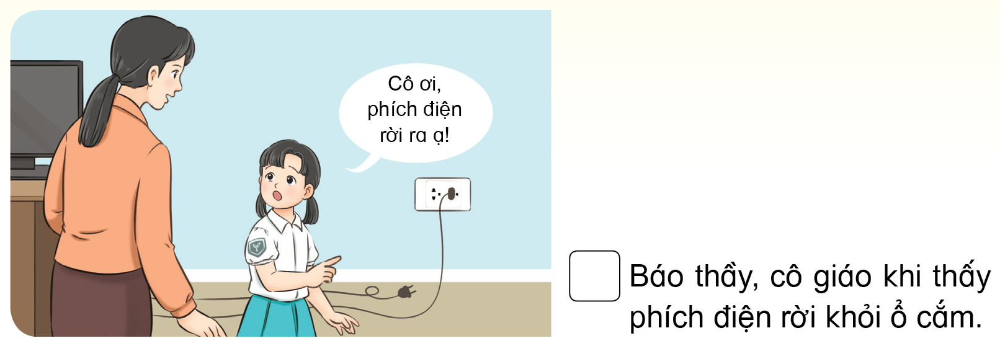 Cô ơi,
phích điện
rời ra ạ!
Báo thầy, cô giáo khi thấy
phích điện rời khỏi ổ cắm.